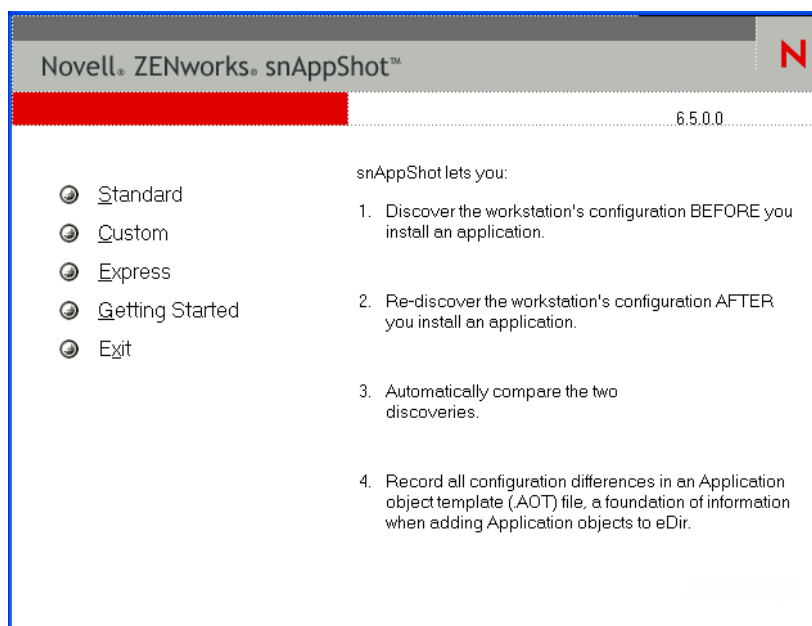 Novell® ZENworks® snAppShot™
N
6.5.0.0
Standard
Custom
Express
Getting Started
Exit
snAppShot lets you:
1. Discover the workstation's configuration BEFORE you
install an application.
2. Re-discover the workstation's configuration AFTER
you install an application.
3. Automatically compare the two
discoveries.
4. Record all configuration differences in an Application
object template (.AOT) file, a foundation of information
when adding Application objects to eDir.